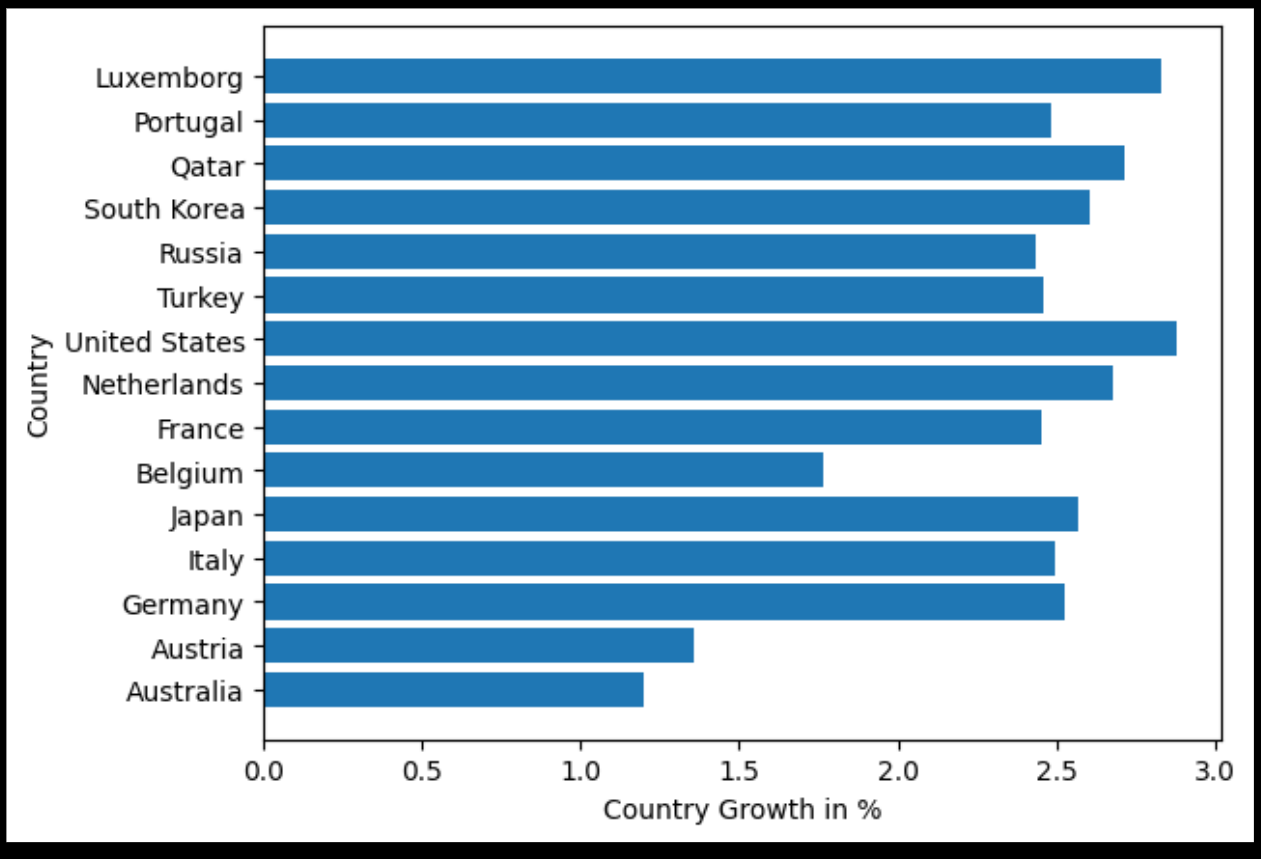 Luxemborg
Portugal
Qatar
South Korea
Russia
Turkey
United States
Netherlands
France
Belgium
Japan
Italy
Germany
Austria
Australia
Country
0.0 0.5 1.0 1.5 2.0 2.5 3.0
Country Growth in %